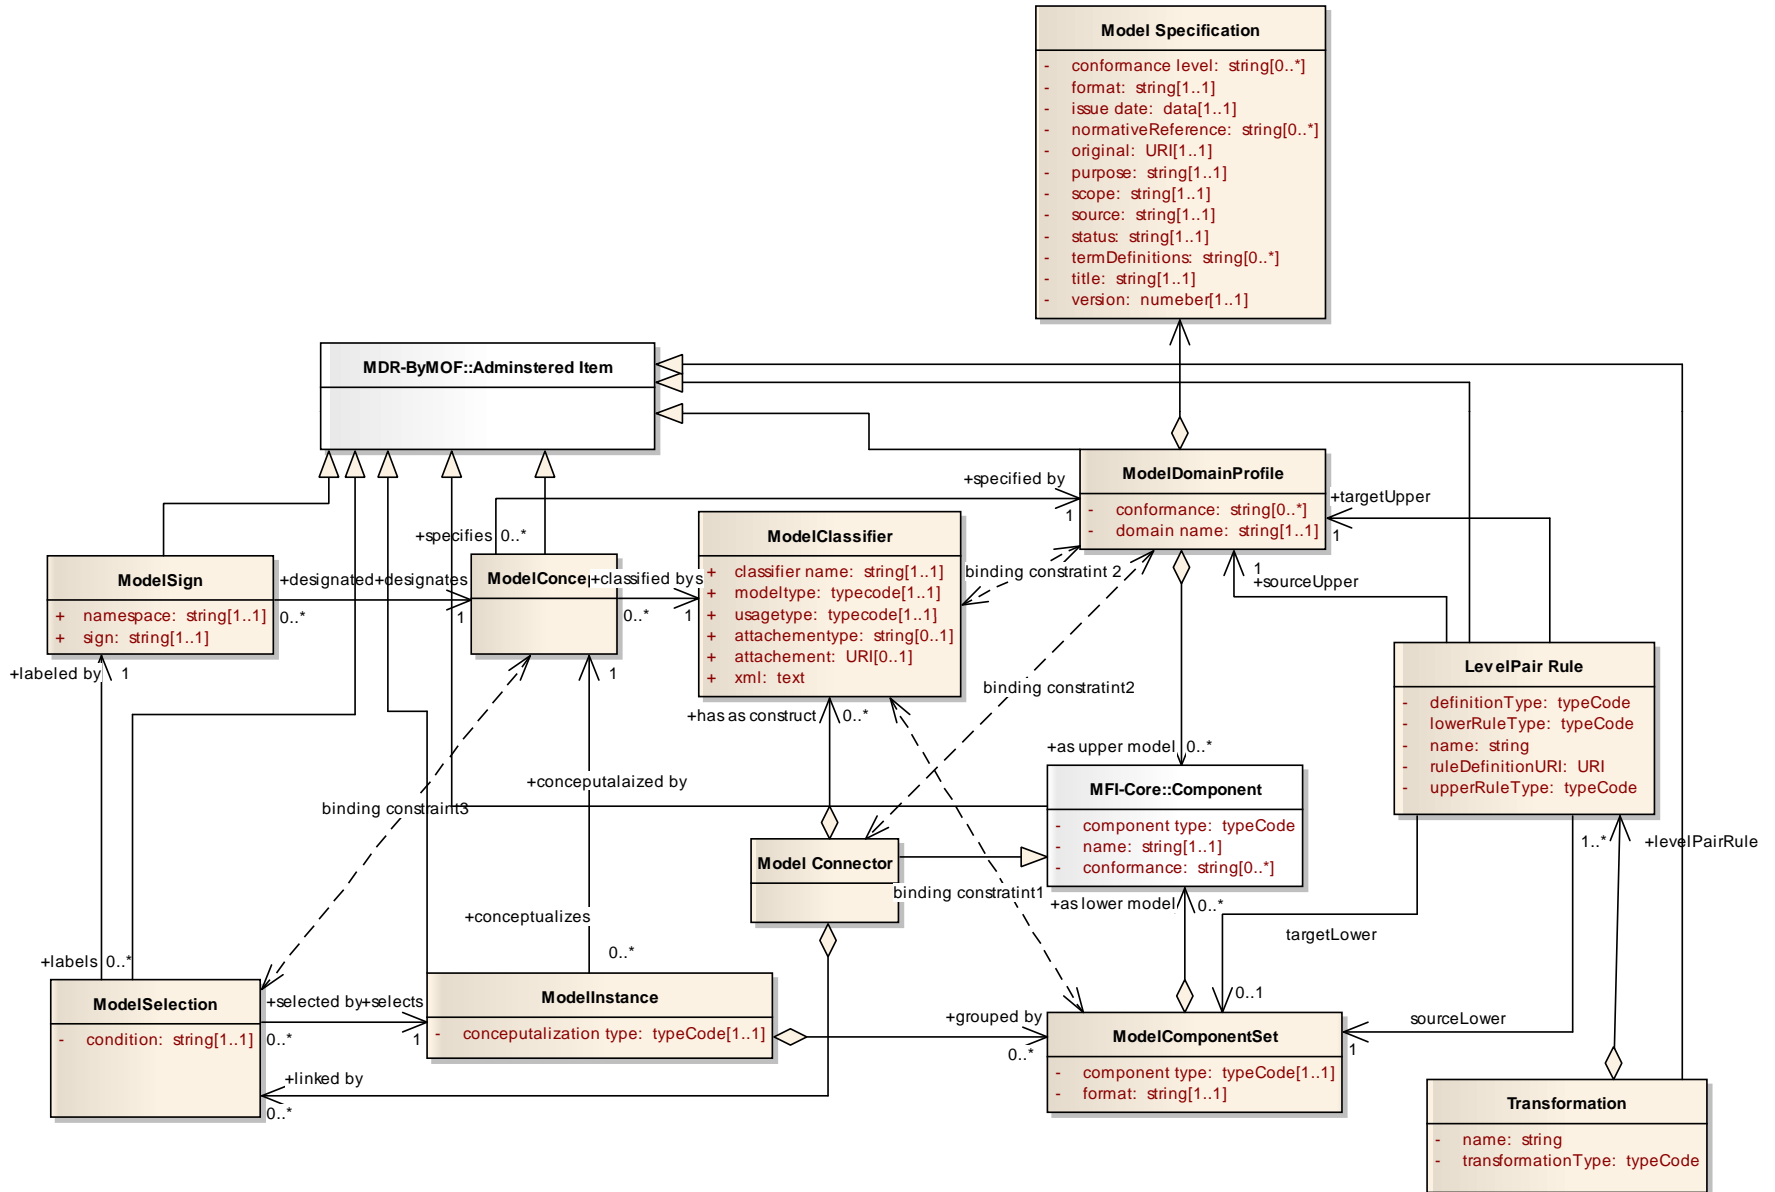 Model Specification
- conformance level: string[0..*]
- format: string[1..1]
- issue date: data[1..1]
- normativeReference: string[0..*]
- original: URI[1..1]
- purpose: string[1..1]
- scope: string[1..1]
- source: string[1..1]
- status: string[1..1]
- termDefinitions: string[0..*]
- title: string[1..1]
- version: numeber[1..1]
MDR-ByMOF::Adminstered Item
ModelDomainProfile
- conformance: string[0..*]
- domain name: string[1..1]
+specified by
1
+specifies 0..*
+targetUpper
1
1
+sourceUpper
ModelClassifier
+ classifier name: string[1..1]
+ modeltype: typecode[1..1]
+ usagetype: typecode[1..1]
+ attachementtype: string[0..1]
+ attachement: URI[0..1]
+ xml: text
binding constratint 2
ModelSign
+ namespace: string[1..1]
+ sign: string[1..1]
+designated
+designates
0..*
1
ModelConce
+classified by
s
0..*
1
+labeled by
1
1
binding constratint2
LevelPair Rule
- definitionType: typeCode
- lowerRuleType: typeCode
- name: string
- ruleDefinitionURI: URI
- upperRuleType: typeCode
+has as construct
0..*
+as upper model
0..*
+conceputalaized by
binding constraint3
MFI-Core::Component
- component type: typeCode
- name: string[1..1]
- conformance: string[0..*]
Model Connector
binding constratint1
+as lower model
0..*
1..*
+levelPairRule
+conceptualizes
0..*
targetLower
0..1
+labels
0..*
ModelSelection
- condition: string[1..1]
+selected by
+selects
0..*
1
ModelInstance
- conceputalization type: typeCode[1..1]
+grouped by
0..*
sourceLower
1
ModelComponentSet
- component type: typeCode[1..1]
- format: string[1..1]
+linked by
0..*
Transformation
- name: string
- transformationType: typeCode